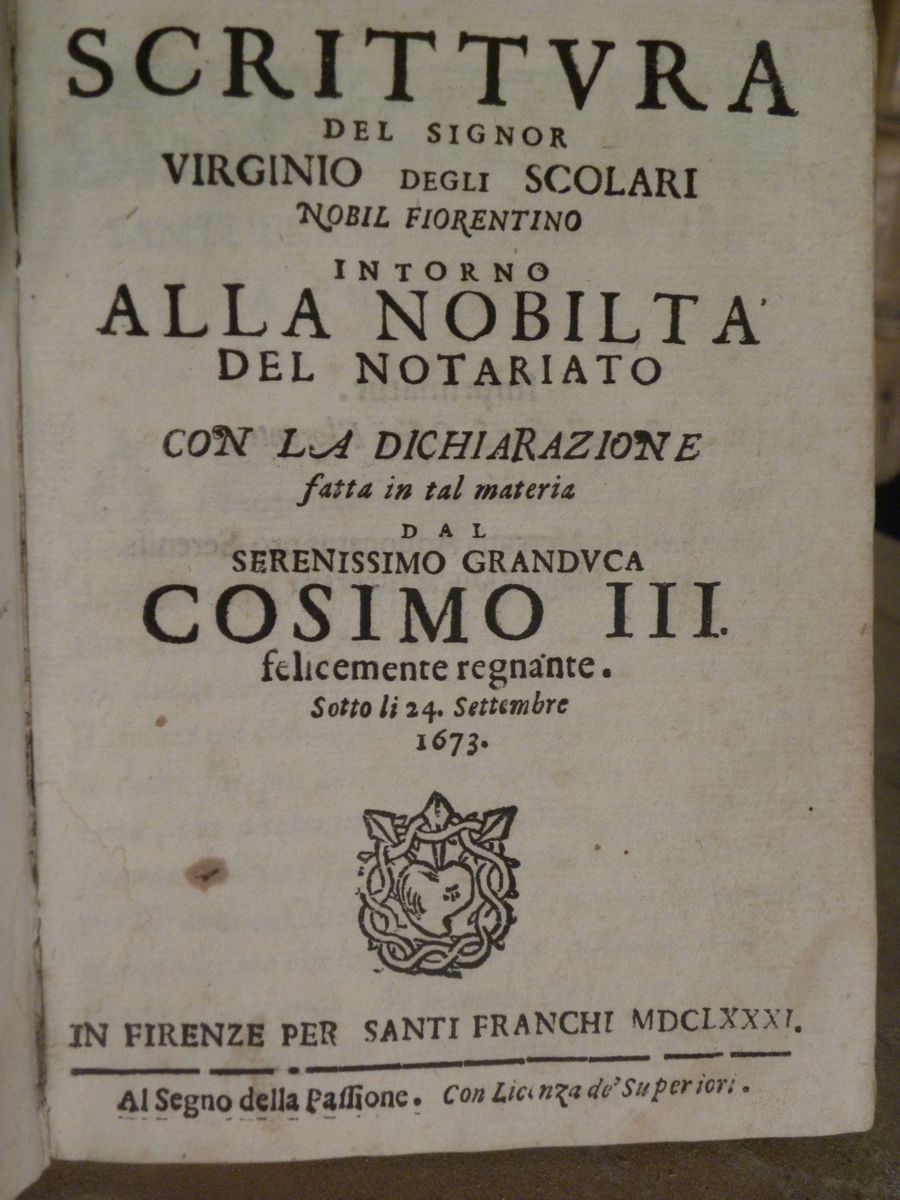 SCRITTVRA
DEL SIGNOR
VIRGINIO DEGLI SCOLARI
NOBIL FIORENTINO
INTORNO
ALLA NOBILTA'
DEL NOTARIATO
CON LA DICHIARAZIONE
fatta in tal materia
DAL
SERENISSIMO GRANDVCA
COSIMO III.
felicemente regnante.
Sotto li 24. Settembre
1673.
IN FIRENZE PER SANTI FRANCHI MDCLXXXI.
Al Segno della Paſſione. Con Licenza de' Superiori.